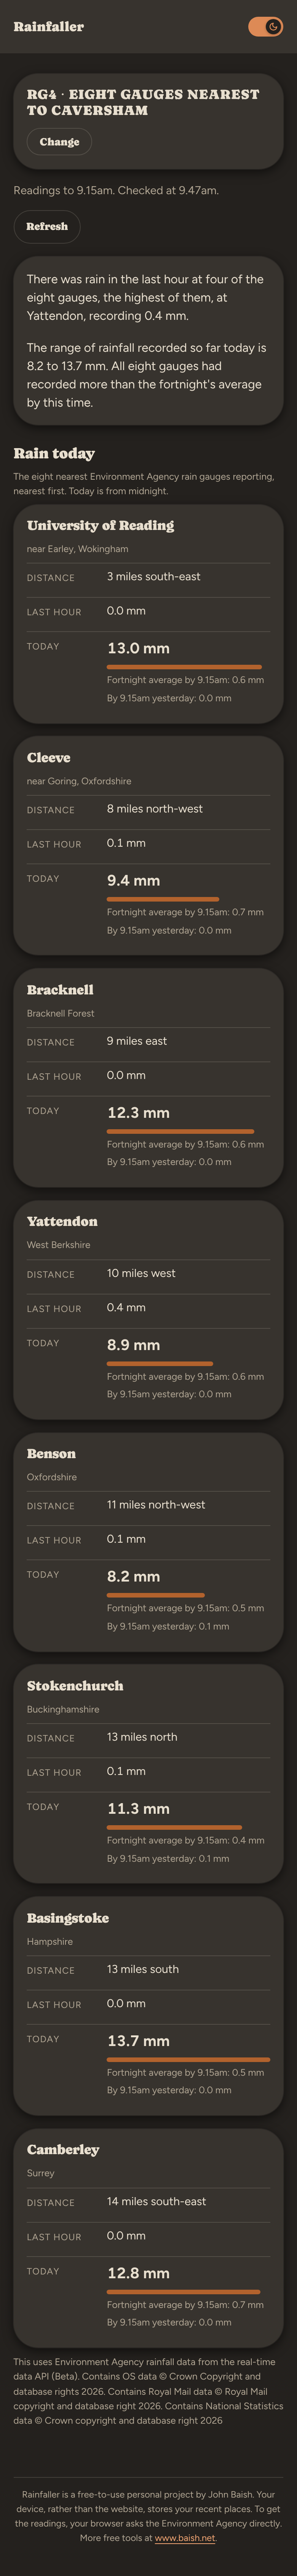 Rainfaller
RG4 · EIGHT GAUGES NEAREST
TO CAVERSHAM
Change
Readings to 9.15am. Checked at 9.47am.
Refresh
There was rain in the last hour at four of the
eight gauges, the highest of them, at
Yattendon, recording 0.4 mm.
The range of rainfall recorded so far today is
8.2 to 13.7 mm. All eight gauges had
recorded more than the fortnight's average
by this time.
Rain today
The eight nearest Environment Agency rain gauges reporting,
nearest first. Today is from midnight.
University of Reading
near Earley, Wokingham
DISTANCE 3 miles south-east
LAST HOUR 0.0 mm
TODAY 13.0 mm
Fortnight average by 9.15am: 0.6 mm
By 9.15am yesterday: 0.0 mm
Cleeve
near Goring, Oxfordshire
DISTANCE 8 miles north-west
LAST HOUR 0.1 mm
TODAY 9.4 mm
Fortnight average by 9.15am: 0.7 mm
By 9.15am yesterday: 0.0 mm
Bracknell
Bracknell Forest
DISTANCE 9 miles east
LAST HOUR 0.0 mm
TODAY 12.3 mm
Fortnight average by 9.15am: 0.6 mm
By 9.15am yesterday: 0.0 mm
Yattendon
West Berkshire
DISTANCE 10 miles west
LAST HOUR 0.4 mm
TODAY 8.9 mm
Fortnight average by 9.15am: 0.6 mm
By 9.15am yesterday: 0.0 mm
Benson
Oxfordshire
DISTANCE 11 miles north-west
LAST HOUR 0.1 mm
TODAY 8.2 mm
Fortnight average by 9.15am: 0.5 mm
By 9.15am yesterday: 0.1 mm
Stokenchurch
Buckinghamshire
DISTANCE 13 miles north
LAST HOUR 0.1 mm
TODAY 11.3 mm
Fortnight average by 9.15am: 0.4 mm
By 9.15am yesterday: 0.1 mm
Basingstoke
Hampshire
DISTANCE 13 miles south
LAST HOUR 0.0 mm
TODAY 13.7 mm
Fortnight average by 9.15am: 0.5 mm
By 9.15am yesterday: 0.0 mm
Camberley
Surrey
DISTANCE 14 miles south-east
LAST HOUR 0.0 mm
TODAY 12.8 mm
Fortnight average by 9.15am: 0.7 mm
By 9.15am yesterday: 0.0 mm
This uses Environment Agency rainfall data from the real-time
data API (Beta). Contains OS data © Crown Copyright and
database rights 2026. Contains Royal Mail data © Royal Mail
copyright and database right 2026. Contains National Statistics
data © Crown copyright and database right 2026
Rainfaller is a free-to-use personal project by John Baish. Your
device, rather than the website, stores your recent places. To get
the readings, your browser asks the Environment Agency directly.
More free tools at www.baish.net.